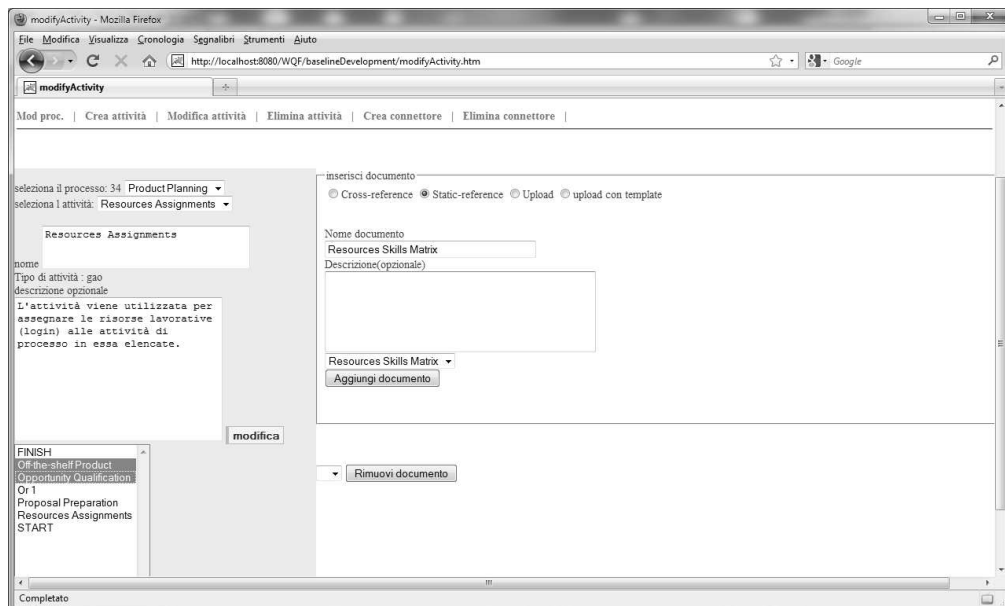 modifyActivity - Mozilla Firefox
File Modifica Visualizza Cronologia Segnalibri Strumenti Aiuto
http://localhost:8080/WQF/baselineDevelopment/modifyActivity.htm
Google
modifyActivity
Mod proc. | Crea attività | Modifica attività | Elimina attività | Crea connettore | Elimina connettore |
seleziona il processo: 34 Product Planning
seleziona l attività: Resources Assignments
Resources Assignments
nome
Tipo di attività : gao
descrizione opzionale
L'attività viene utilizzata per
assegnare le risorse lavorative
(login) alle attività di
processo in essa elencate.
modifica
FINISH
Off-the-shelf Product
Opportunity Qualification
Or 1
Proposal Preparation
Resources Assignments
START
inserisci documento
Cross-reference Static-reference Upload upload con template
Nome documento
Resources Skills Matrix
Descrizione(opzionale)
Resources Skills Matrix
Aggiungi documento
Rimuovi documento
Completato